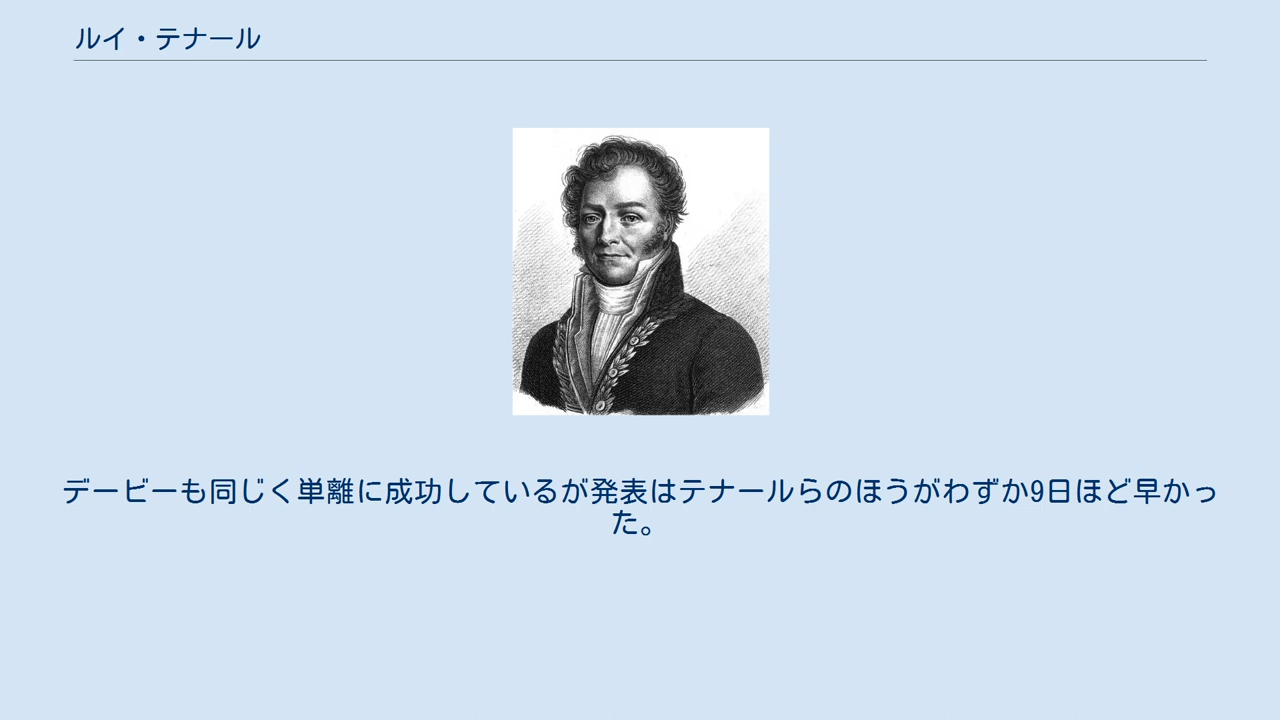 ルイ・テナール
デービーも同じく単離に成功しているが発表はテナールらのほうがわずか9日ほど早かっ
た。